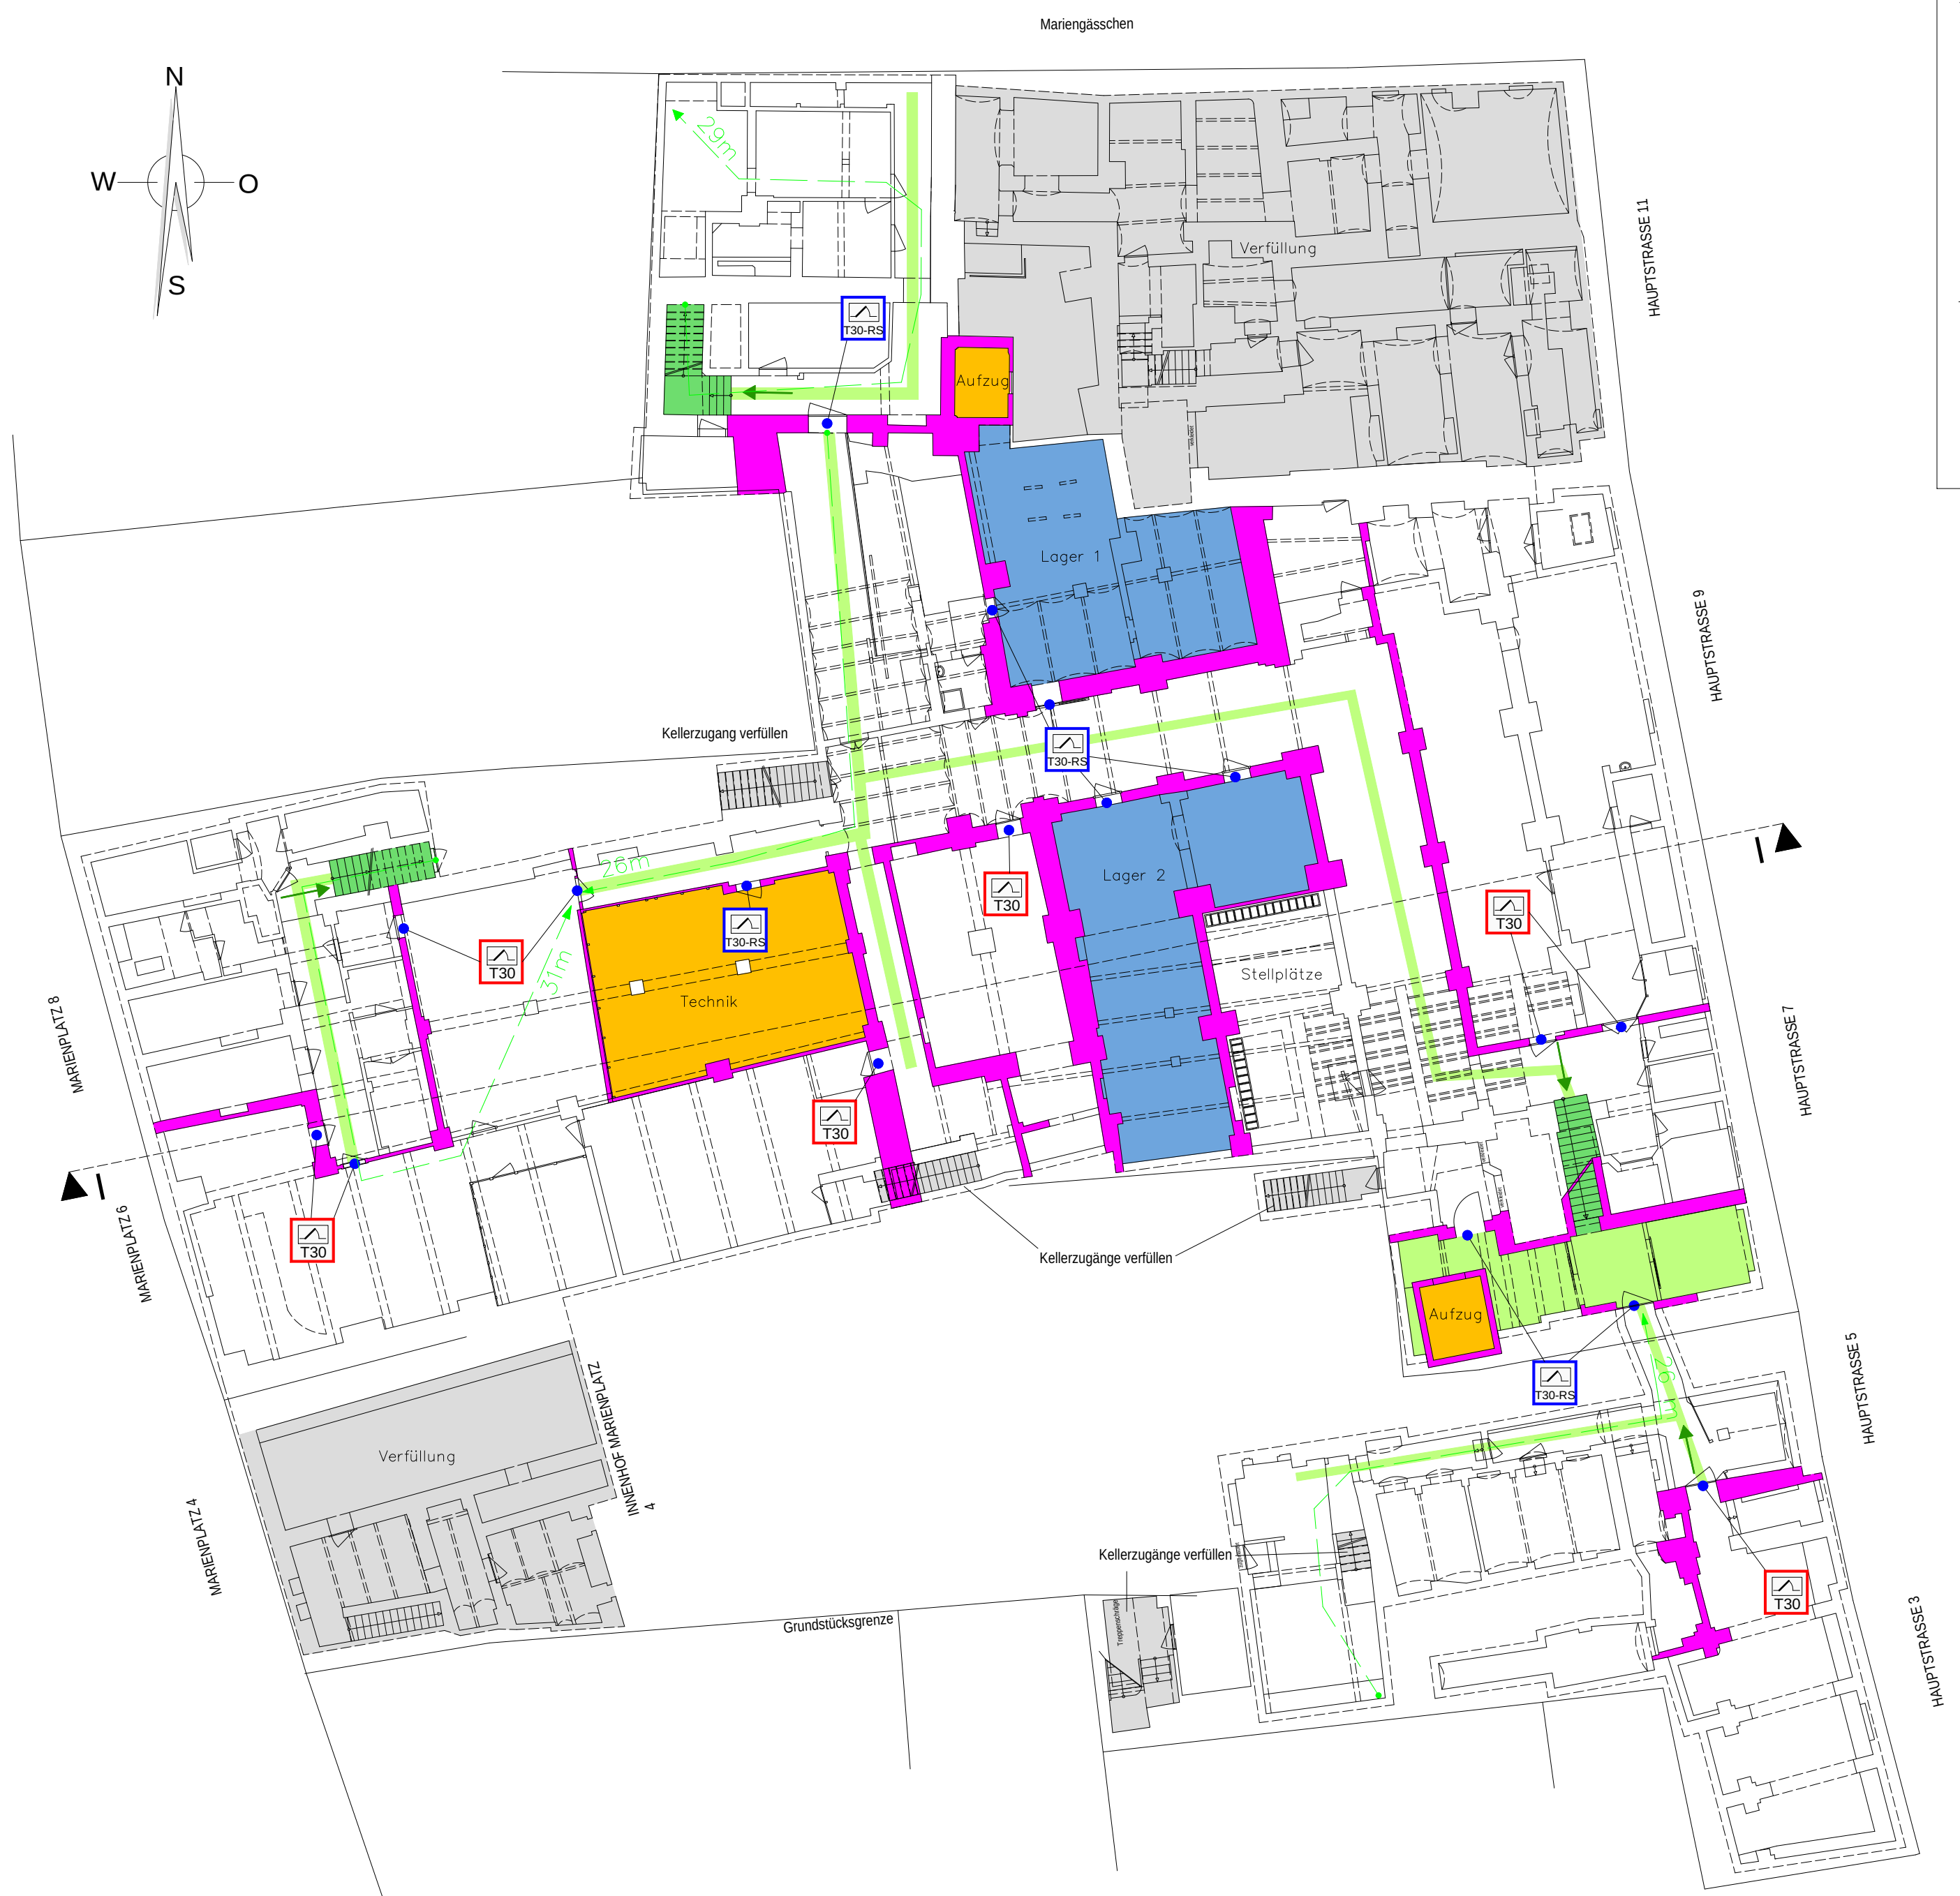 Mariengässchen
N
W
O
S
29m
HAUPTSTRASSE 11
Verfüllung
T30-RS
Aufzug
Lager 1
HAUPTSTRASSE 9
Kellerzugang verfüllen
T30-RS
26m
Lager 2
T30
T30
T30-RS
T30
31m
Technik
Stellplätze
MARIENPLATZ 8
HAUPTSTRASSE 7
T30
MARIENPLATZ 6
T30
Kellerzugänge verfüllen
Aufzug
HAUPTSTRASSE 5
T30-RS
26m
INNENHOF MARIENPLATZ
4
Verfüllung
MARIENPLATZ 4
Kellerzugänge verfüllen
T30
Treppenschräge
Grundstücksgrenze
HAUPTSTRASSE 3